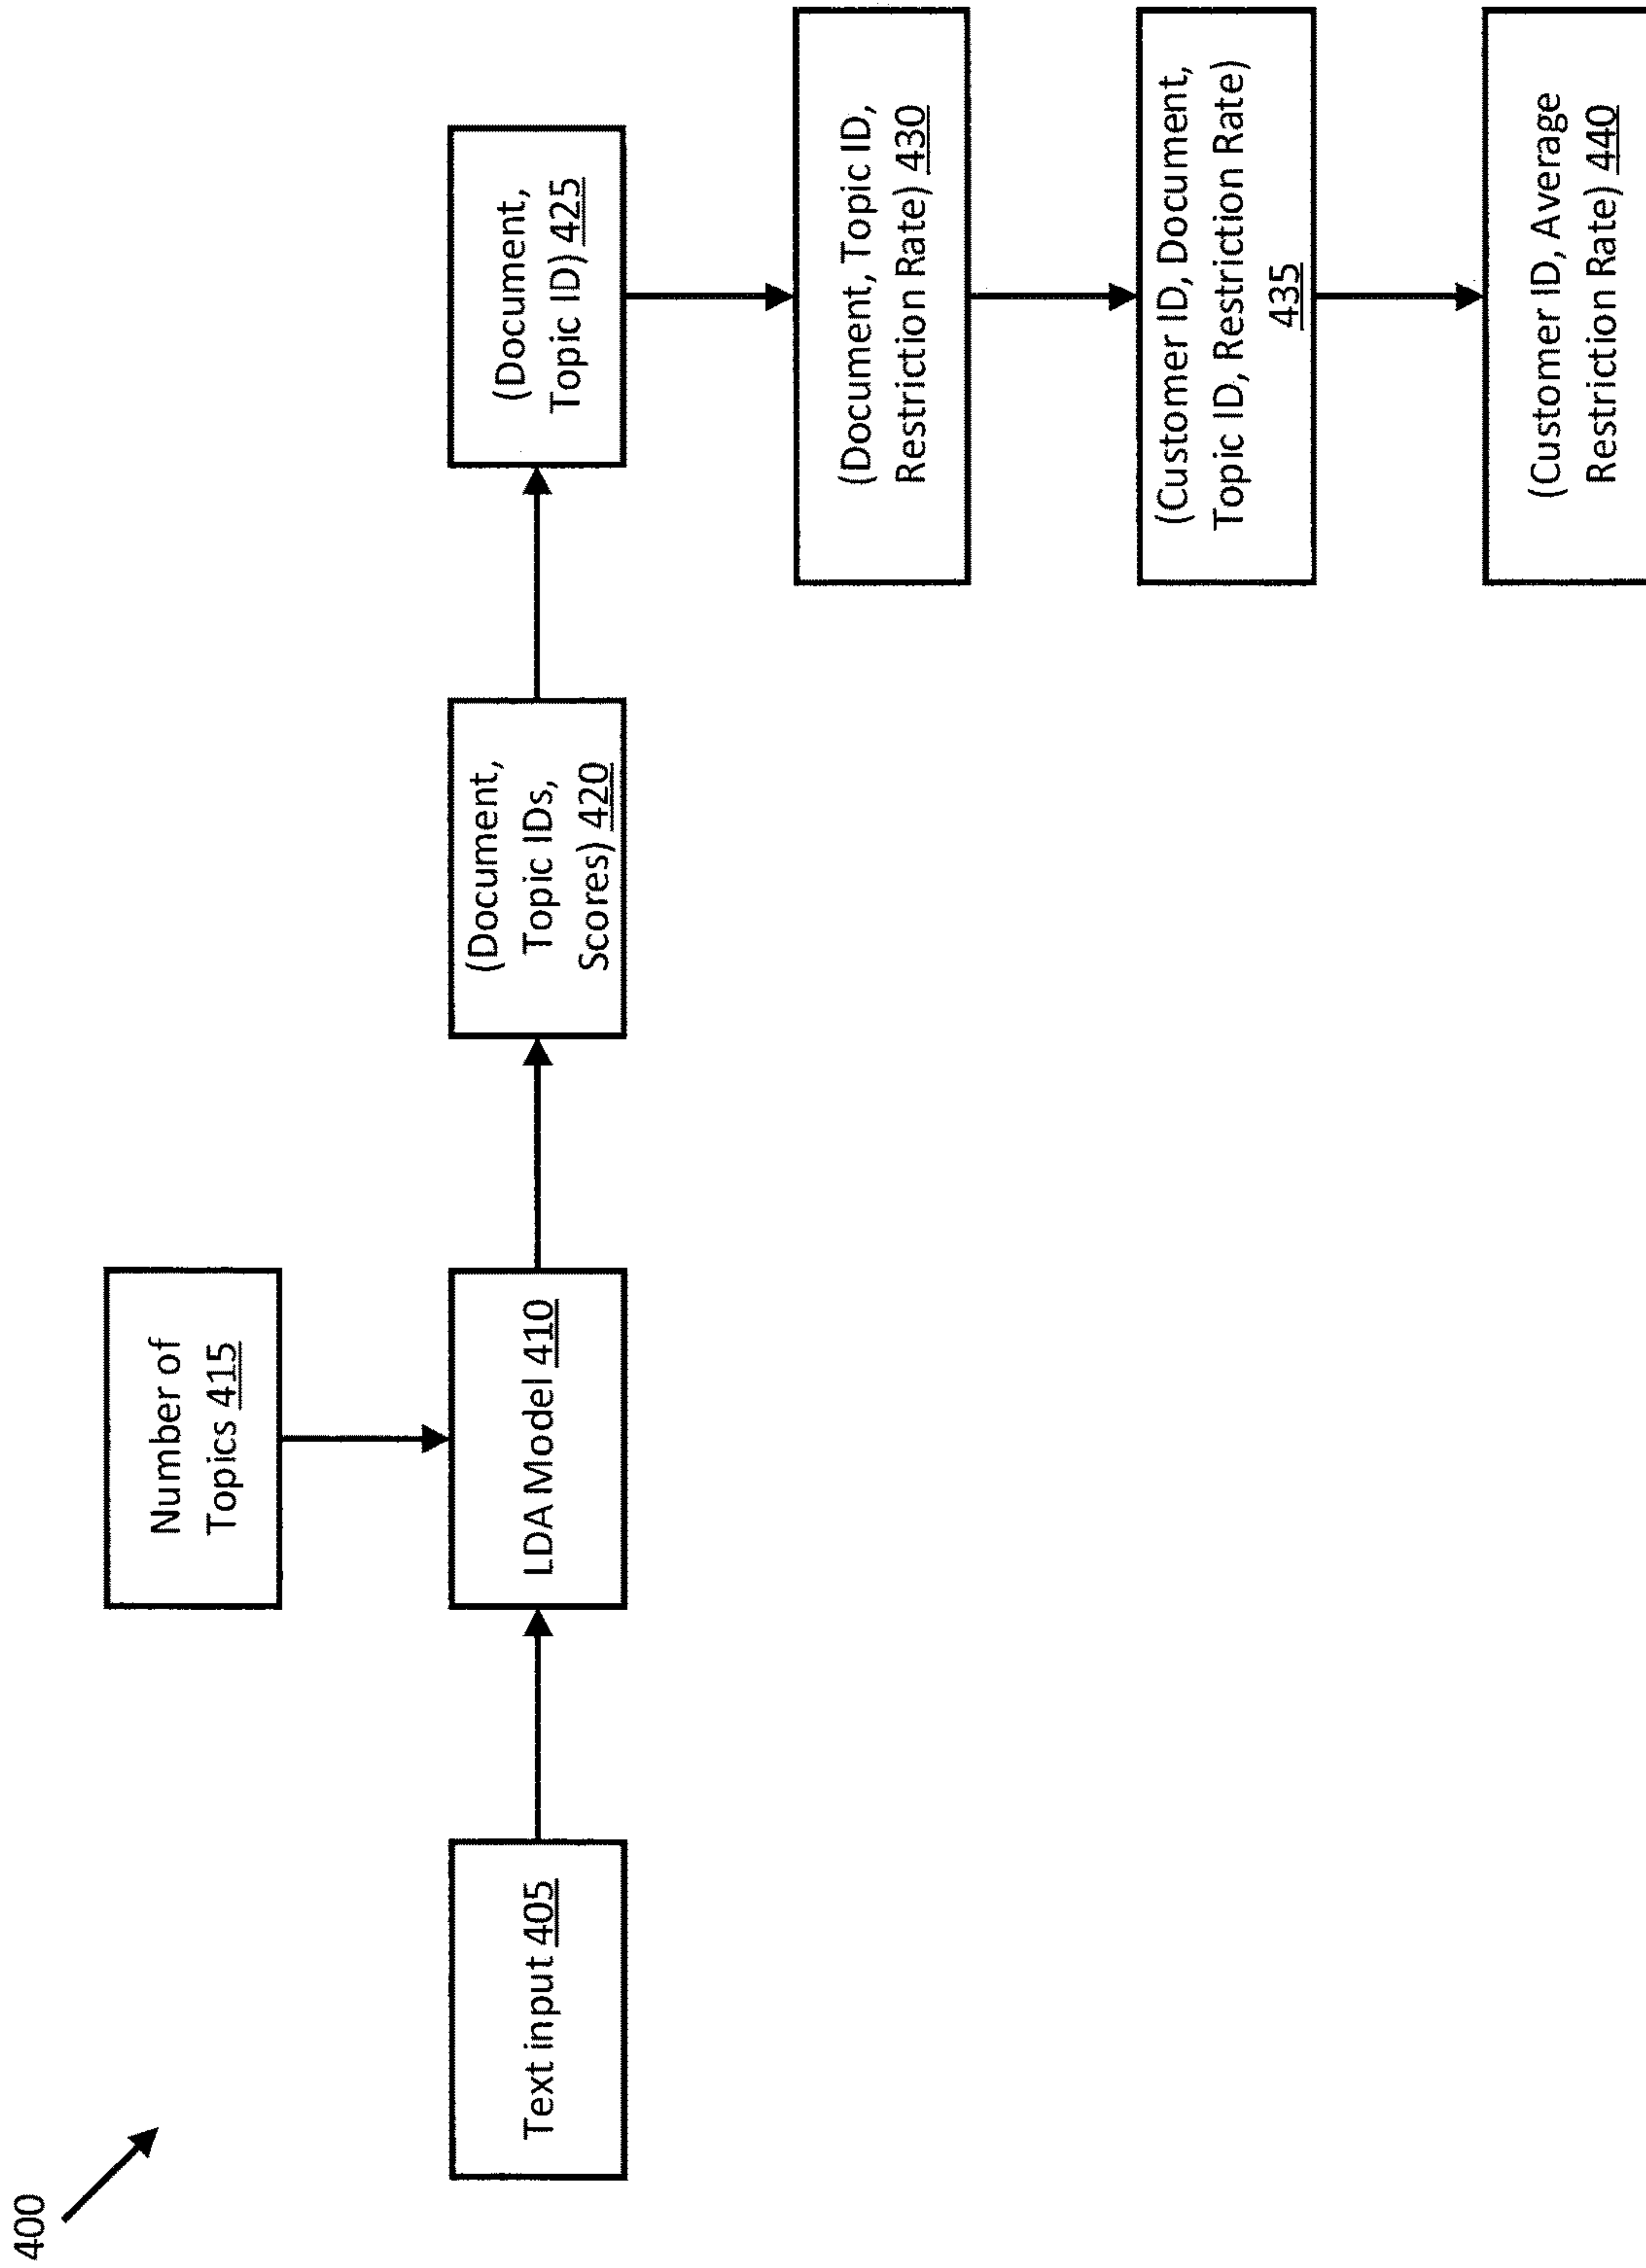 400
Number of
Topics 415
Text input 405
LDA Model 410
(Document,
Topic IDs,
Scores) 420
(Document,
Topic ID) 425
(Document, Topic ID,
Restriction Rate) 430
(Customer ID, Document,
Topic ID, Restriction Rate)
435
(Customer ID, Average
Restriction Rate) 440